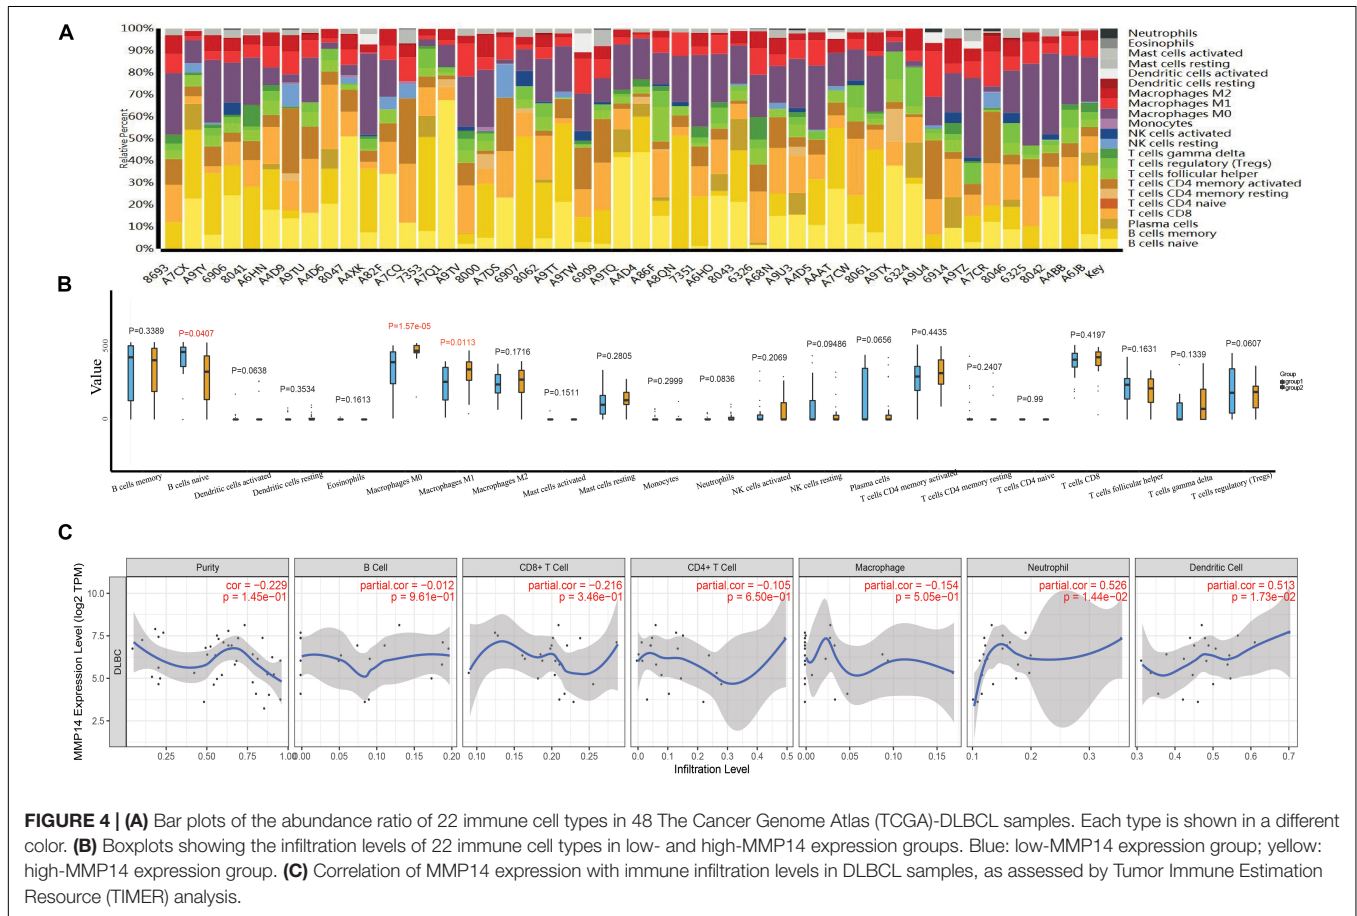 A
100%
90%
80%
70%
60%
50%
40%
30%
20%
10%
0%
Relative Percent
Neutrophils
Eosinophils
Mast cells activated
Mast cells resting
Dendritic cells activated
Dendritic cells resting
Macrophages M2
Macrophages M1
Macrophages M0
Monocytes
NK cells activated
NK cells resting
T cells gamma delta
T cells regulatory (Tregs)
T cells follicular helper
T cells CD4 memory activated
T cells CD4 memory resting
T cells CD4 naive
T cells CD8
Plasma cells
B cells memory
B cells naive
8693 A7CX A9TY 6906 8041 A6HN A4D9 A9TU A4D6 8047 A4XK A82F A7CQ 7353 A7Q1 A9TV 8000 A7DS 6907 8062 A9TT A9TW 6909 A9TQ A4D4 A86F A8QN 7351 A6HO 8043 6326 A68N A9U3 A4D5 AAAT A7CW 8061 A9TX 6324 A9U4 6914 A9TZ A7CR 8046 6325 8042 A4BB A6JB Key
B
Value
500
0
P=0.3389 P=0.0407 P=0.0638 P=0.3534 P=0.1613 P=1.57e-05 P=0.0113 P=0.1716 P=0.1511 P=0.2805 P=0.2999 P=0.0836 P=0.2069 P=0.09486 P=0.0656 P=0.4435 P=0.2407 P=0.99 P=0.4197 P=0.1631 P=0.1339 P=0.0607
Group
group1
group2
B cells memory B cells naive Dendritic cells activated Dendritic cells resting Eosinophils Macrophages M0 Macrophages M1 Macrophages M2 Mast cells activated Mast cells resting Monocytes Neutrophils NK cells activated NK cells resting Plasma cells T cells CD4 memory activated T cells CD4 memory resting T cells CD4 naive T cells CD8 T cells follicular helper T cells gamma delta T cells regulatory (Tregs)
C
MMP14 Expression Level (log2 TPM)
DLBC
10.0
7.5
5.0
2.5
Purity B Cell CD8+ T Cell CD4+ T Cell Macrophage Neutrophil Dendritic Cell
cor = −0.229 partial.cor = −0.012 partial.cor = −0.216 partial.cor = −0.105 partial.cor = −0.154 partial.cor = 0.526 partial.cor = 0.513
p = 1.45e−01 p = 9.61e−01 p = 3.46e−01 p = 6.50e−01 p = 5.05e−01 p = 1.44e−02 p = 1.73e−02
0.25 0.50 0.75 1.00 0.00 0.05 0.10 0.15 0.20 0.10 0.15 0.20 0.25 0.0 0.1 0.2 0.3 0.4 0.5 0.00 0.05 0.10 0.15 0.1 0.2 0.3 0.3 0.4 0.5 0.6 0.7
Infiltration Level
FIGURE 4 | (A) Bar plots of the abundance ratio of 22 immune cell types in 48 The Cancer Genome Atlas (TCGA)-DLBCL samples. Each type is shown in a different
color. (B) Boxplots showing the infiltration levels of 22 immune cell types in low- and high-MMP14 expression groups. Blue: low-MMP14 expression group; yellow:
high-MMP14 expression group. (C) Correlation of MMP14 expression with immune infiltration levels in DLBCL samples, as assessed by Tumor Immune Estimation
Resource (TIMER) analysis.